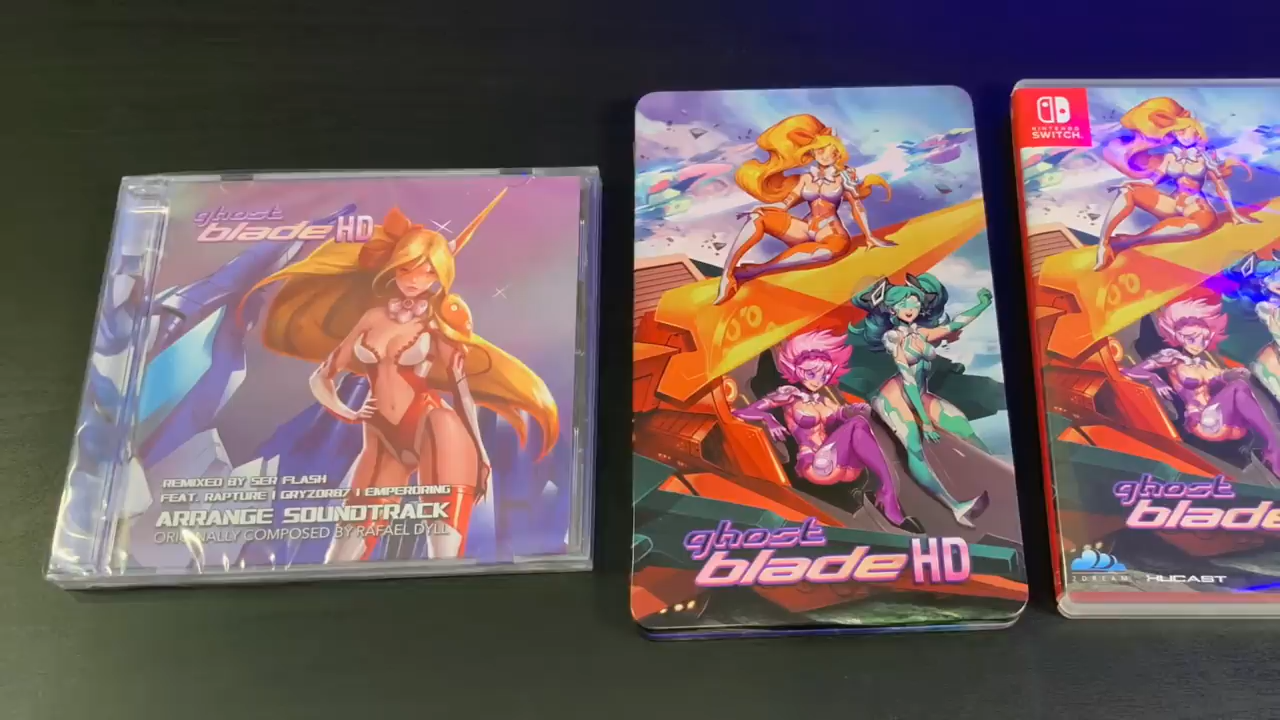 ghost
blade HD
REMIXED BY SER FLASH
FEAT. RAPTURE | GRYZOR87 | EMPERORING
ARRANGE SOUNDTRACK
ORIGINALLY COMPOSED BY RAFAEL DYLL
ghost
blade HD
NINTENDO
SWITCH
ghost
blade
2DREAM
HUCAST